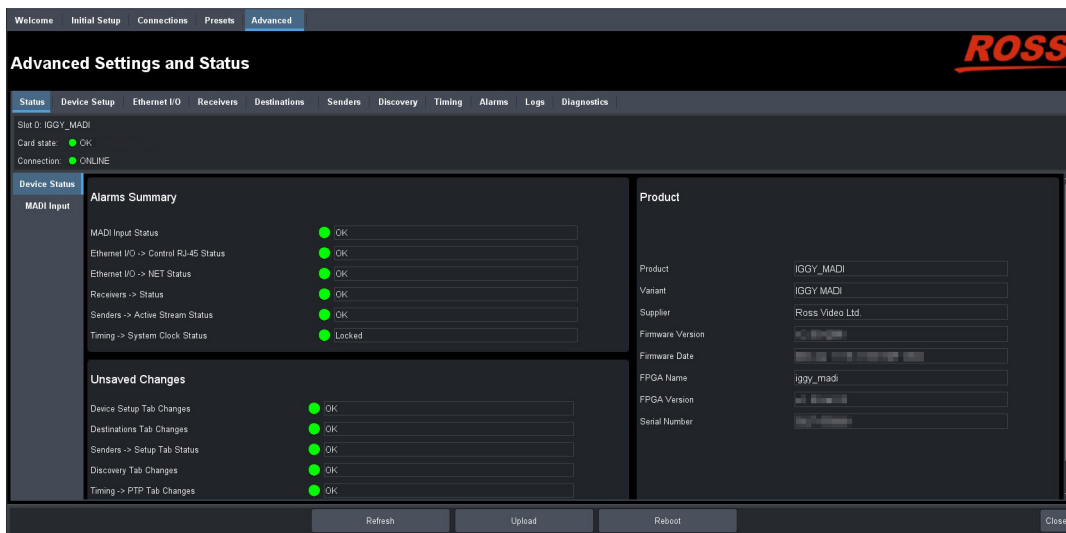 Welcome Initial Setup Connections Presets Advanced
ROSS
Advanced Settings and Status
Status Device Setup Ethernet I/O Receivers Destinations Senders Discovery Timing Alarms Logs Diagnostics
Slot 0: IGGY_MADI
Card state: OK
Connection: ONLINE
Device Status
MADI Input
Alarms Summary
MADI Input Status OK
Ethernet I/O -> Control RJ-45 Status OK
Ethernet I/O -> NET Status OK
Receivers -> Status OK
Senders -> Active Stream Status OK
Timing -> System Clock Status Locked
Unsaved Changes
Device Setup Tab Changes OK
Destinations Tab Changes OK
Senders -> Setup Tab Status OK
Discovery Tab Changes OK
Timing -> PTP Tab Changes OK
Product
Product IGGY_MADI
Variant IGGY MADI
Supplier Ross Video Ltd.
Firmware Version
Firmware Date
FPGA Name iggy_madi
FPGA Version
Serial Number
Refresh Upload Reboot Close